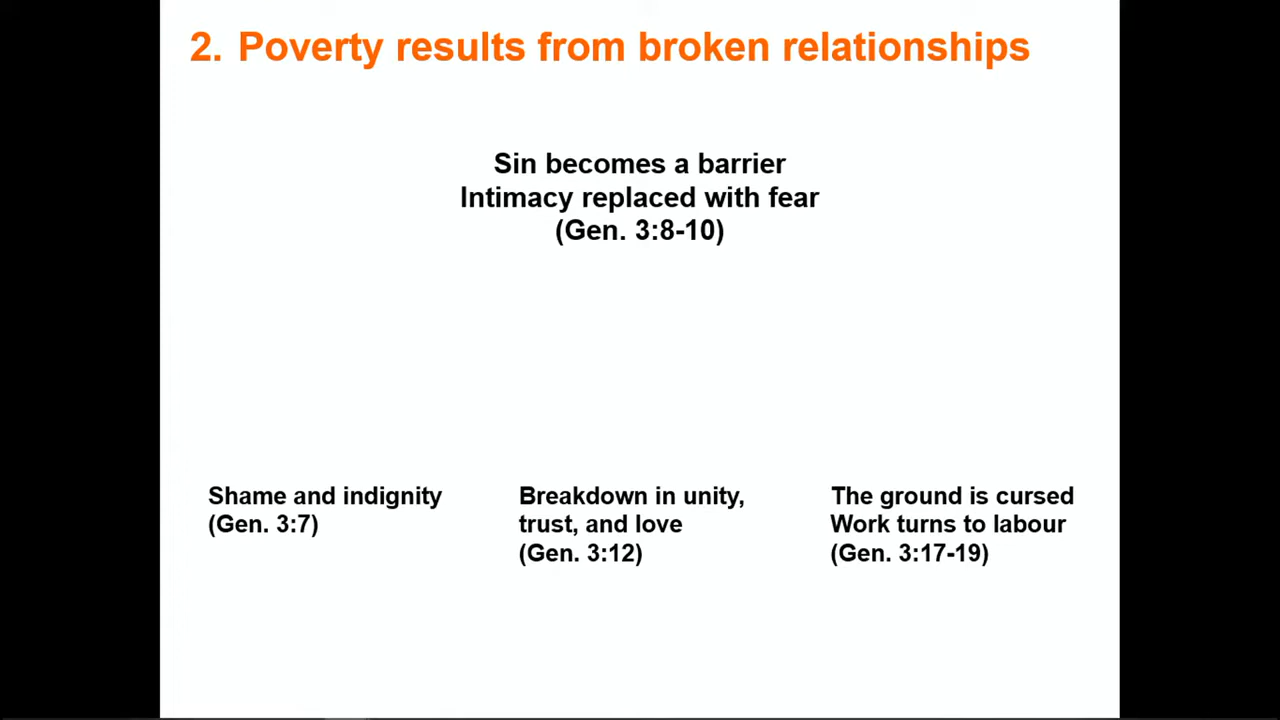 2. Poverty results from broken relationships
Sin becomes a barrier
Intimacy replaced with fear
(Gen. 3:8-10)
Shame and indignity
(Gen. 3:7)
Breakdown in unity,
trust, and love
(Gen. 3:12)
The ground is cursed
Work turns to labour
(Gen. 3:17-19)